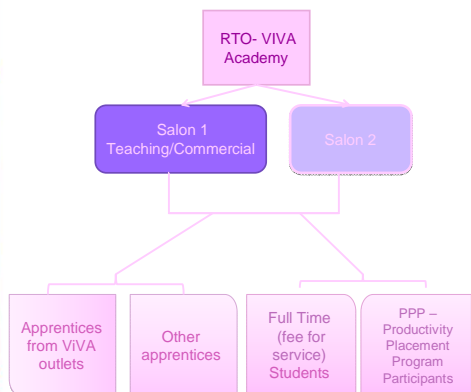 RTO- VIVA
Academy
Salon 1
Teaching/Commercial
Salon 2
Apprentices
from ViVA
outlets
Other
apprentices
Full Time
(fee for
service)
Students
PPP –
Productivity
Placement
Program
Participants